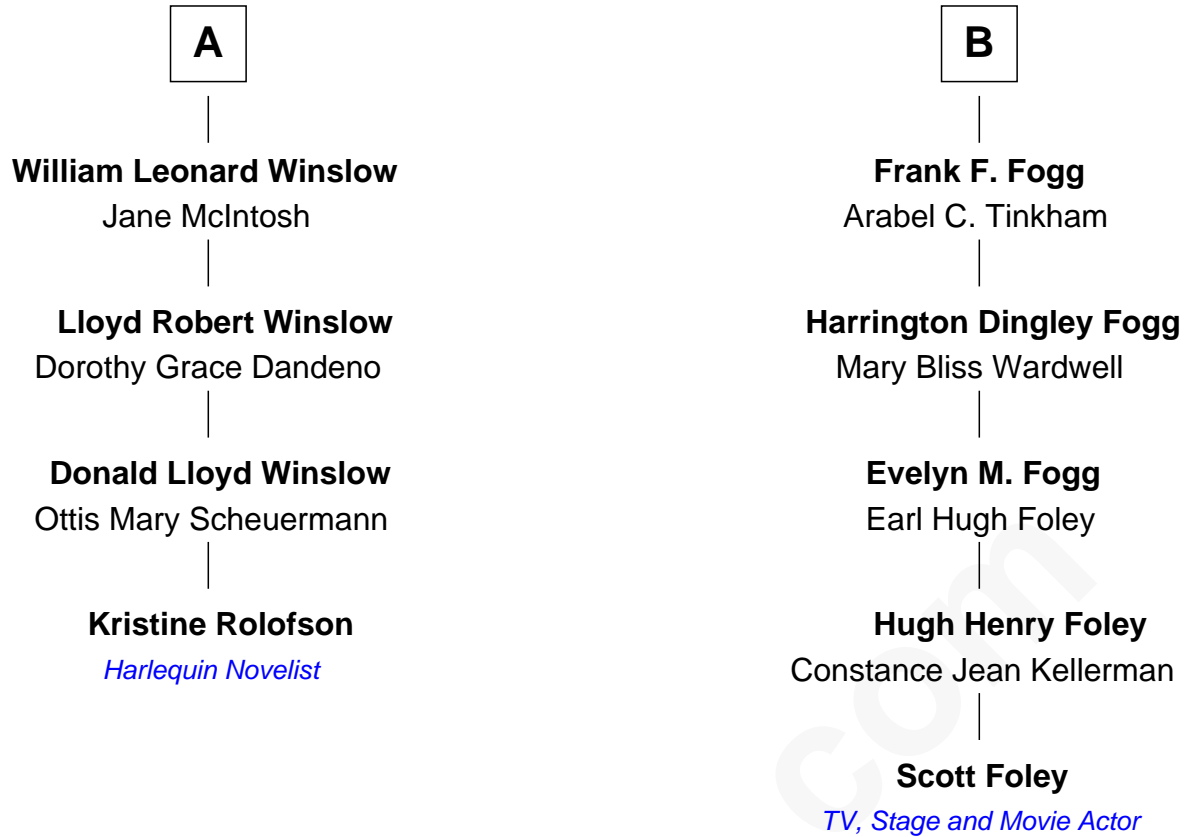 A
William Leonard Winslow
Jane McIntosh
Lloyd Robert Winslow
Dorothy Grace Dandeno
Donald Lloyd Winslow
Ottis Mary Scheuermann
Kristine Rolofson
Harlequin Novelist
B
Frank F. Fogg
Arabel C. Tinkham
Harrington Dingley Fogg
Mary Bliss Wardwell
Evelyn M. Fogg
Earl Hugh Foley
Hugh Henry Foley
Constance Jean Kellerman
Scott Foley
TV, Stage and Movie Actor
com